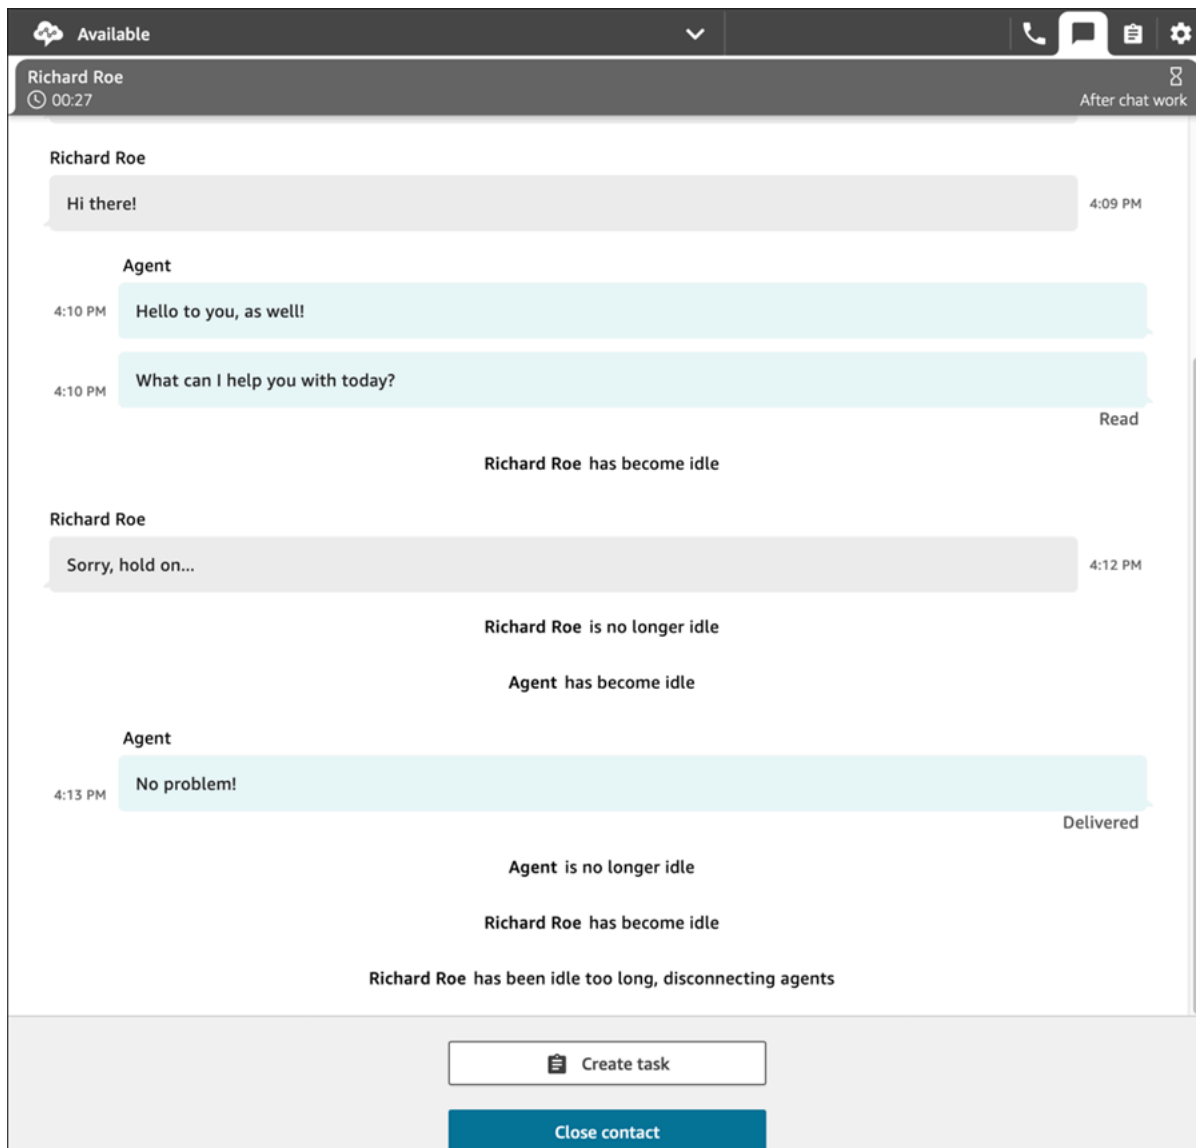 Available
Richard Roe
00:27
After chat work
Richard Roe
Hi there!
4:09 PM
Agent
4:10 PM
Hello to you, as well!
What can I help you with today?
4:10 PM
Read
Richard Roe has become idle
Richard Roe
Sorry, hold on...
4:12 PM
Richard Roe is no longer idle
Agent has become idle
Agent
No problem!
4:13 PM
Delivered
Agent is no longer idle
Richard Roe has become idle
Richard Roe has been idle too long, disconnecting agents
Create task
Close contact